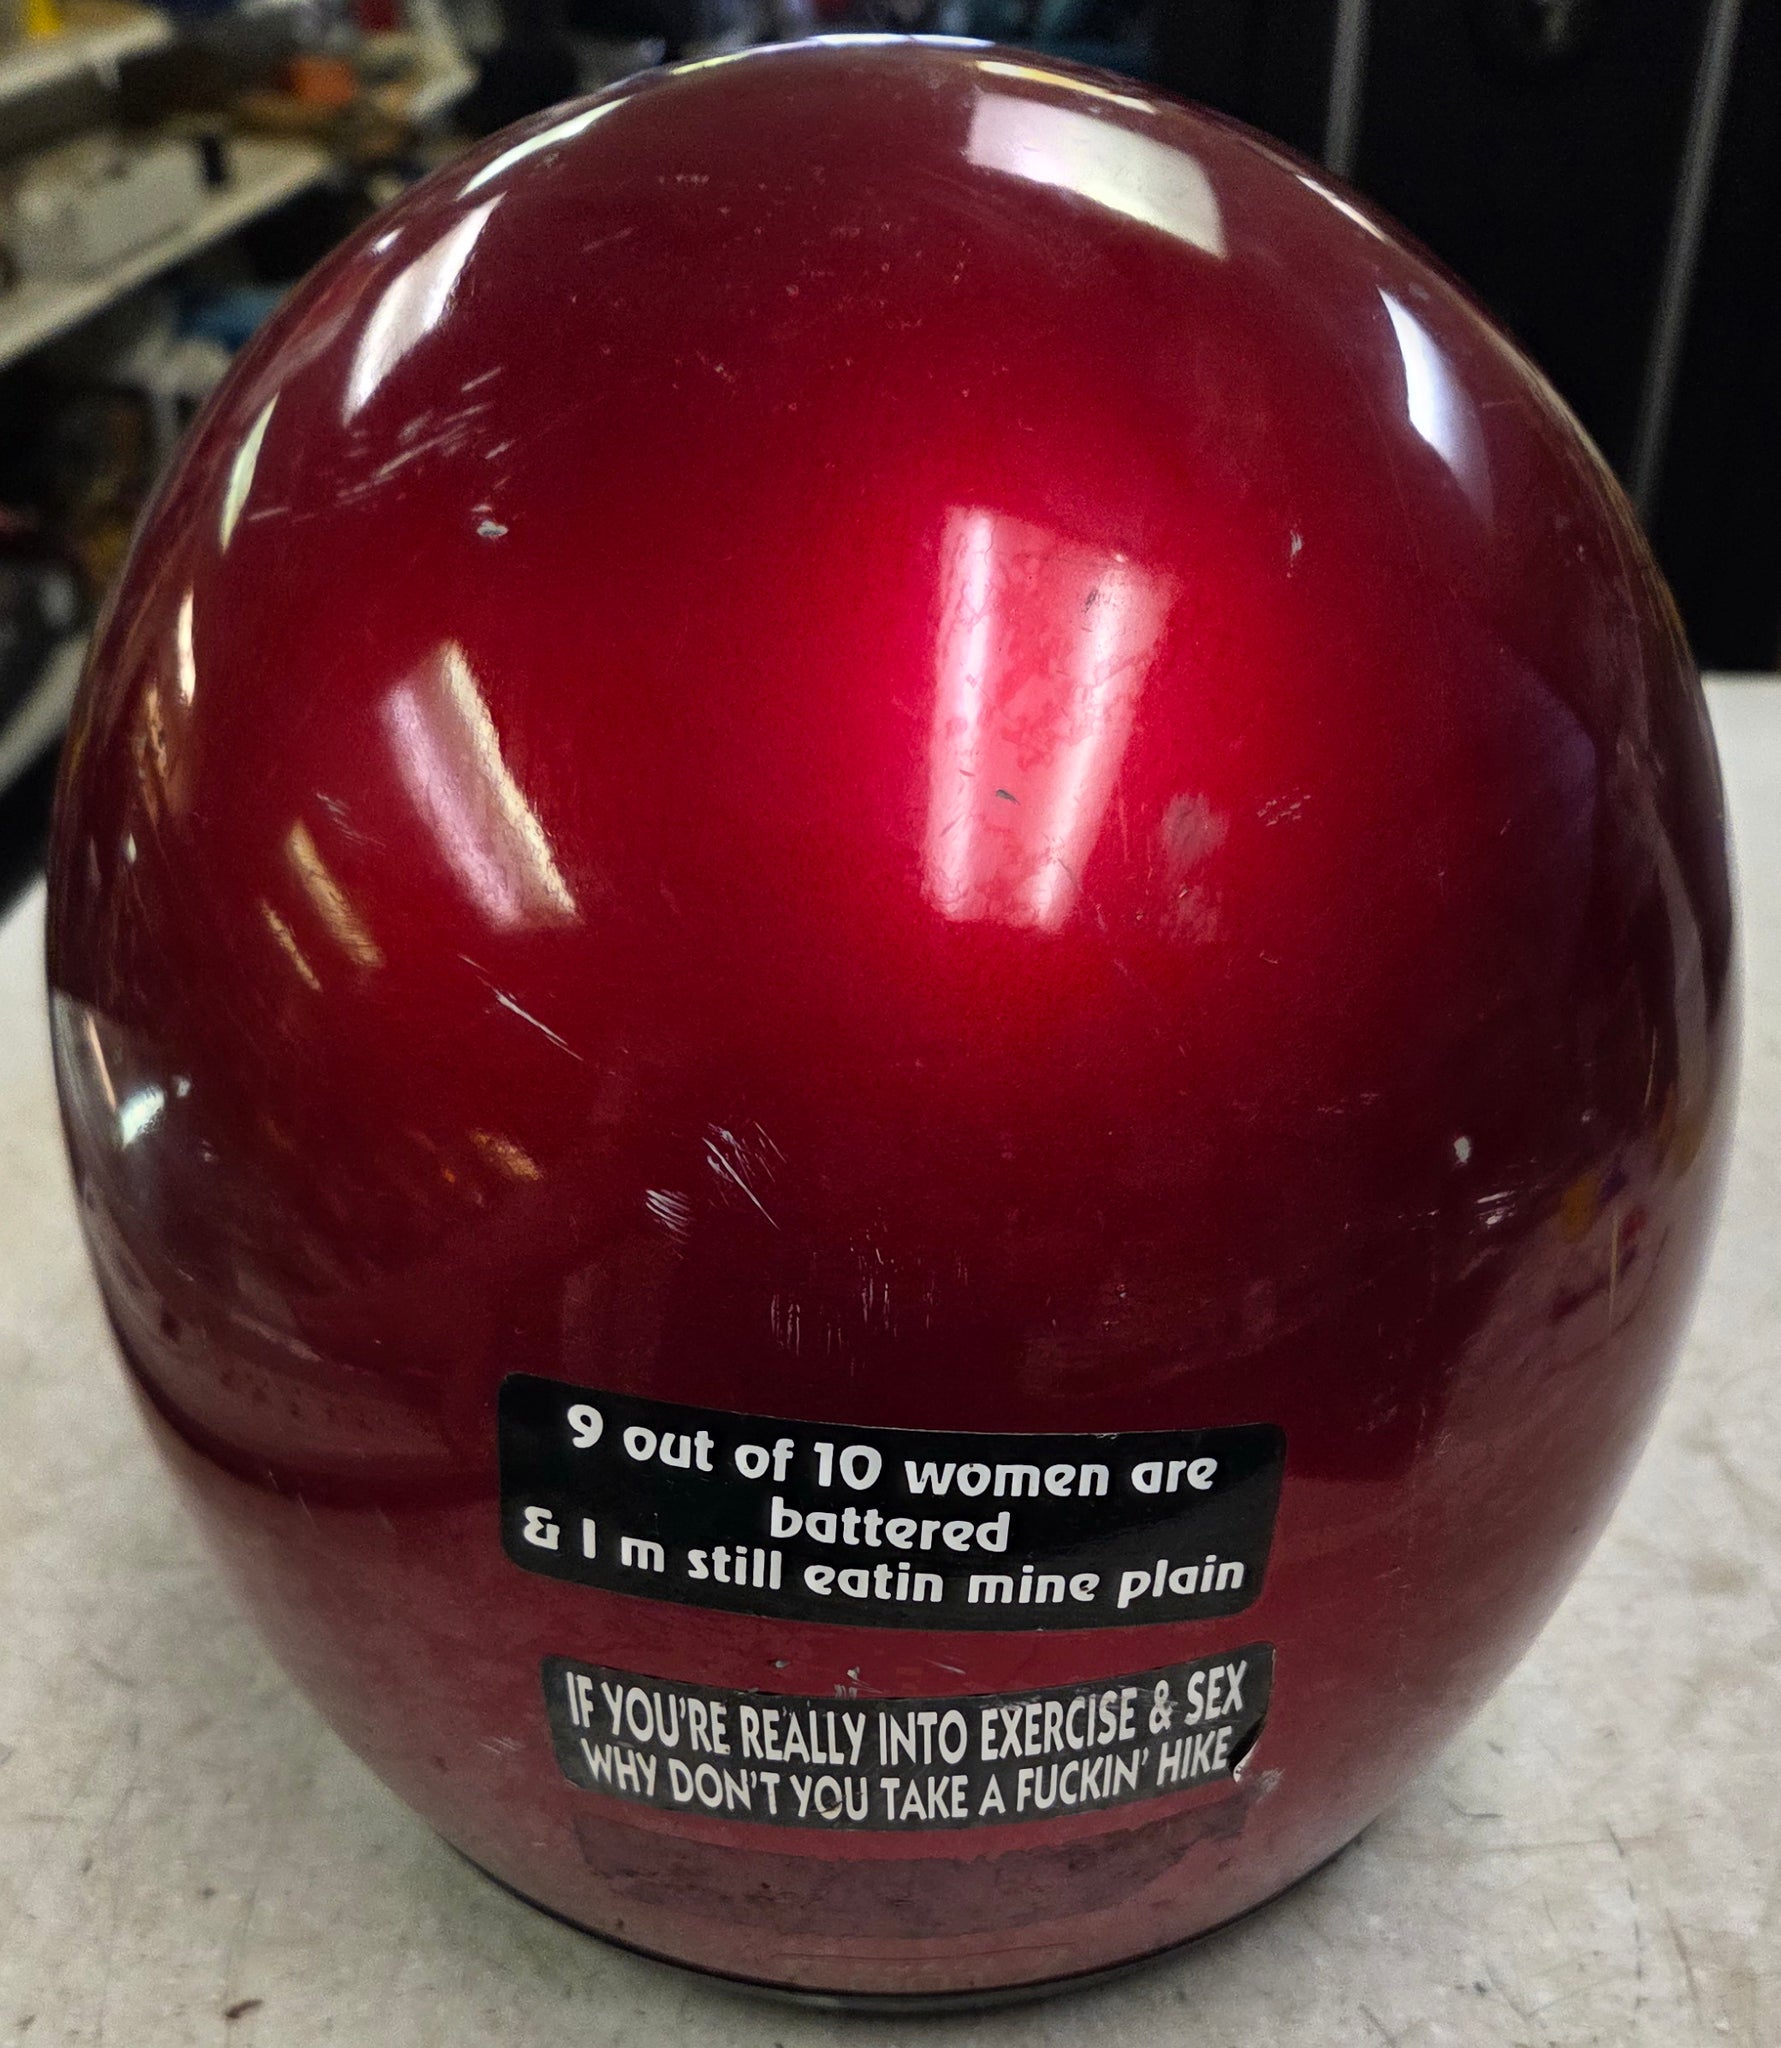 9 out of 10 women are
battered
& I m still eatin mine plain
IF YOU'RE REALLY INTO EXERCISE & SEX
WHY DON'T YOU TAKE A FUCKIN' HIKE